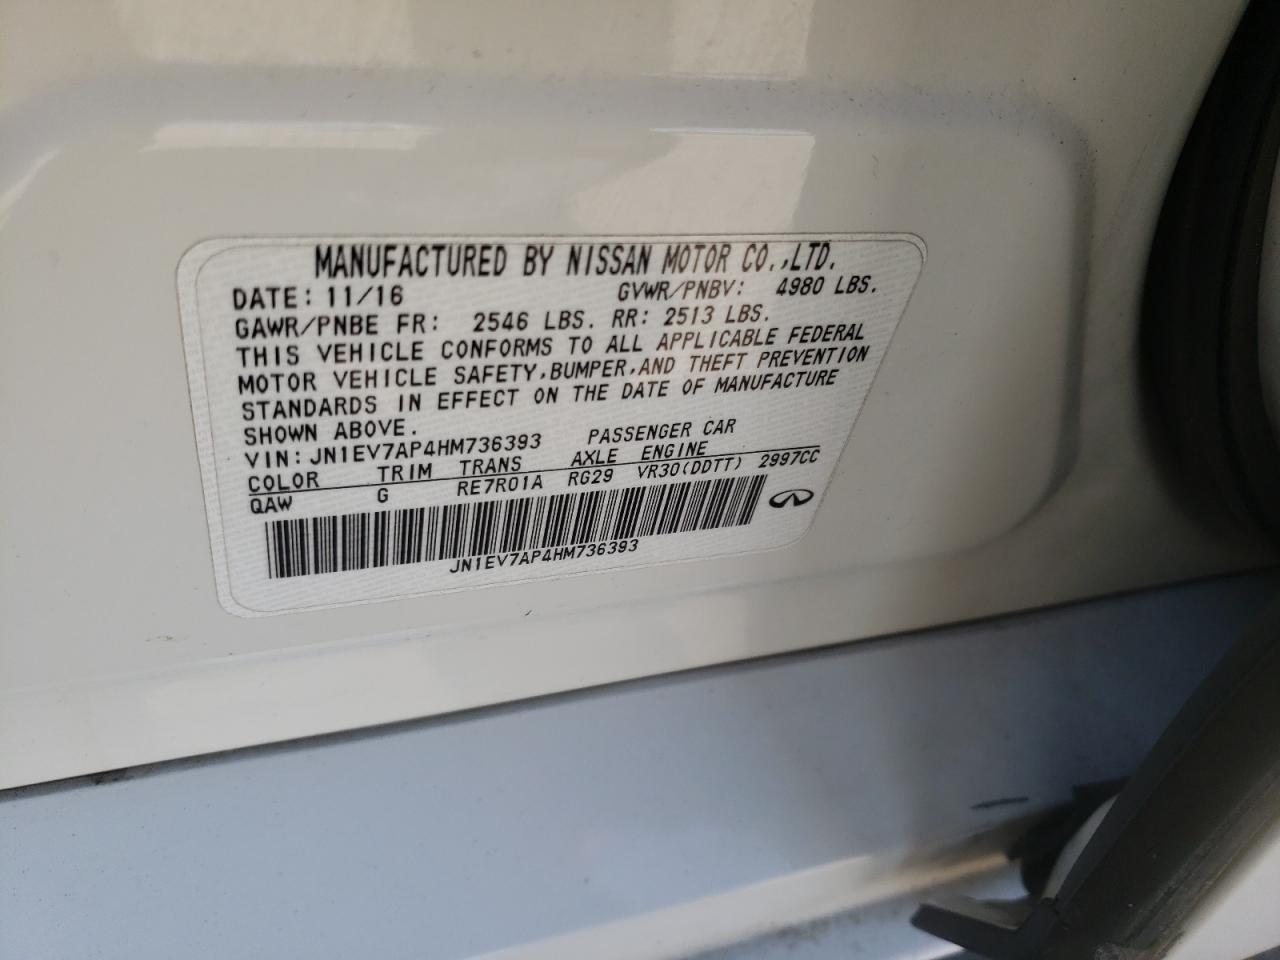 MANUFACTURED BY NISSAN MOTOR CO.,LTD.
DATE: 11/16 GVWR/PNBV: 4980 LBS.
GAWR/PNBE FR: 2546 LBS. RR: 2513 LBS.
THIS VEHICLE CONFORMS TO ALL APPLICABLE FEDERAL
MOTOR VEHICLE SAFETY,BUMPER,AND THEFT PREVENTION
STANDARDS IN EFFECT ON THE DATE OF MANUFACTURE
SHOWN ABOVE.
VIN: JN1EV7AP4HM736393 PASSENGER CAR
COLOR TRIM TRANS AXLE ENGINE
QAW G RE7R01A RG29 VR30(DDTT) 2997CC
JN1EV7AP4HM736393